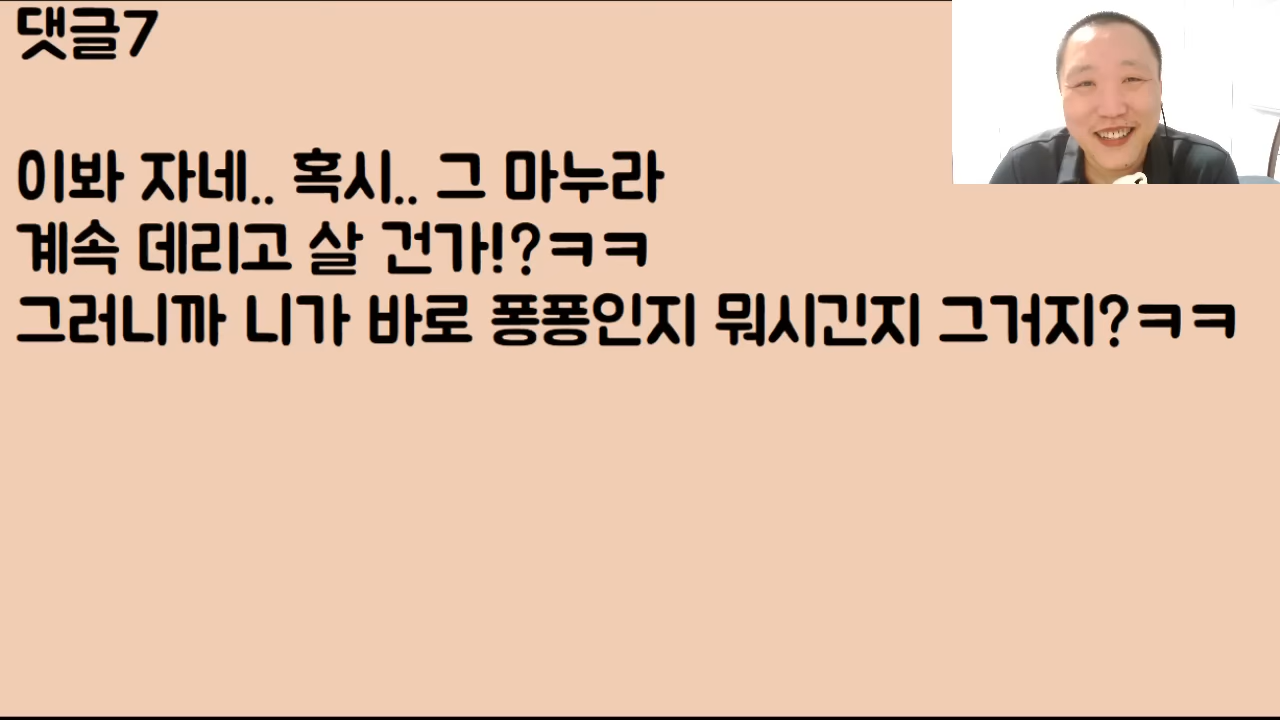 댓글7
이봐 자네.. 혹시.. 그 마누라
계속 데리고 살 건가!?ㅋㅋ
그러니까 니가 바로 퐁퐁인지 뭐시긴지 그거지?ㅋㅋ